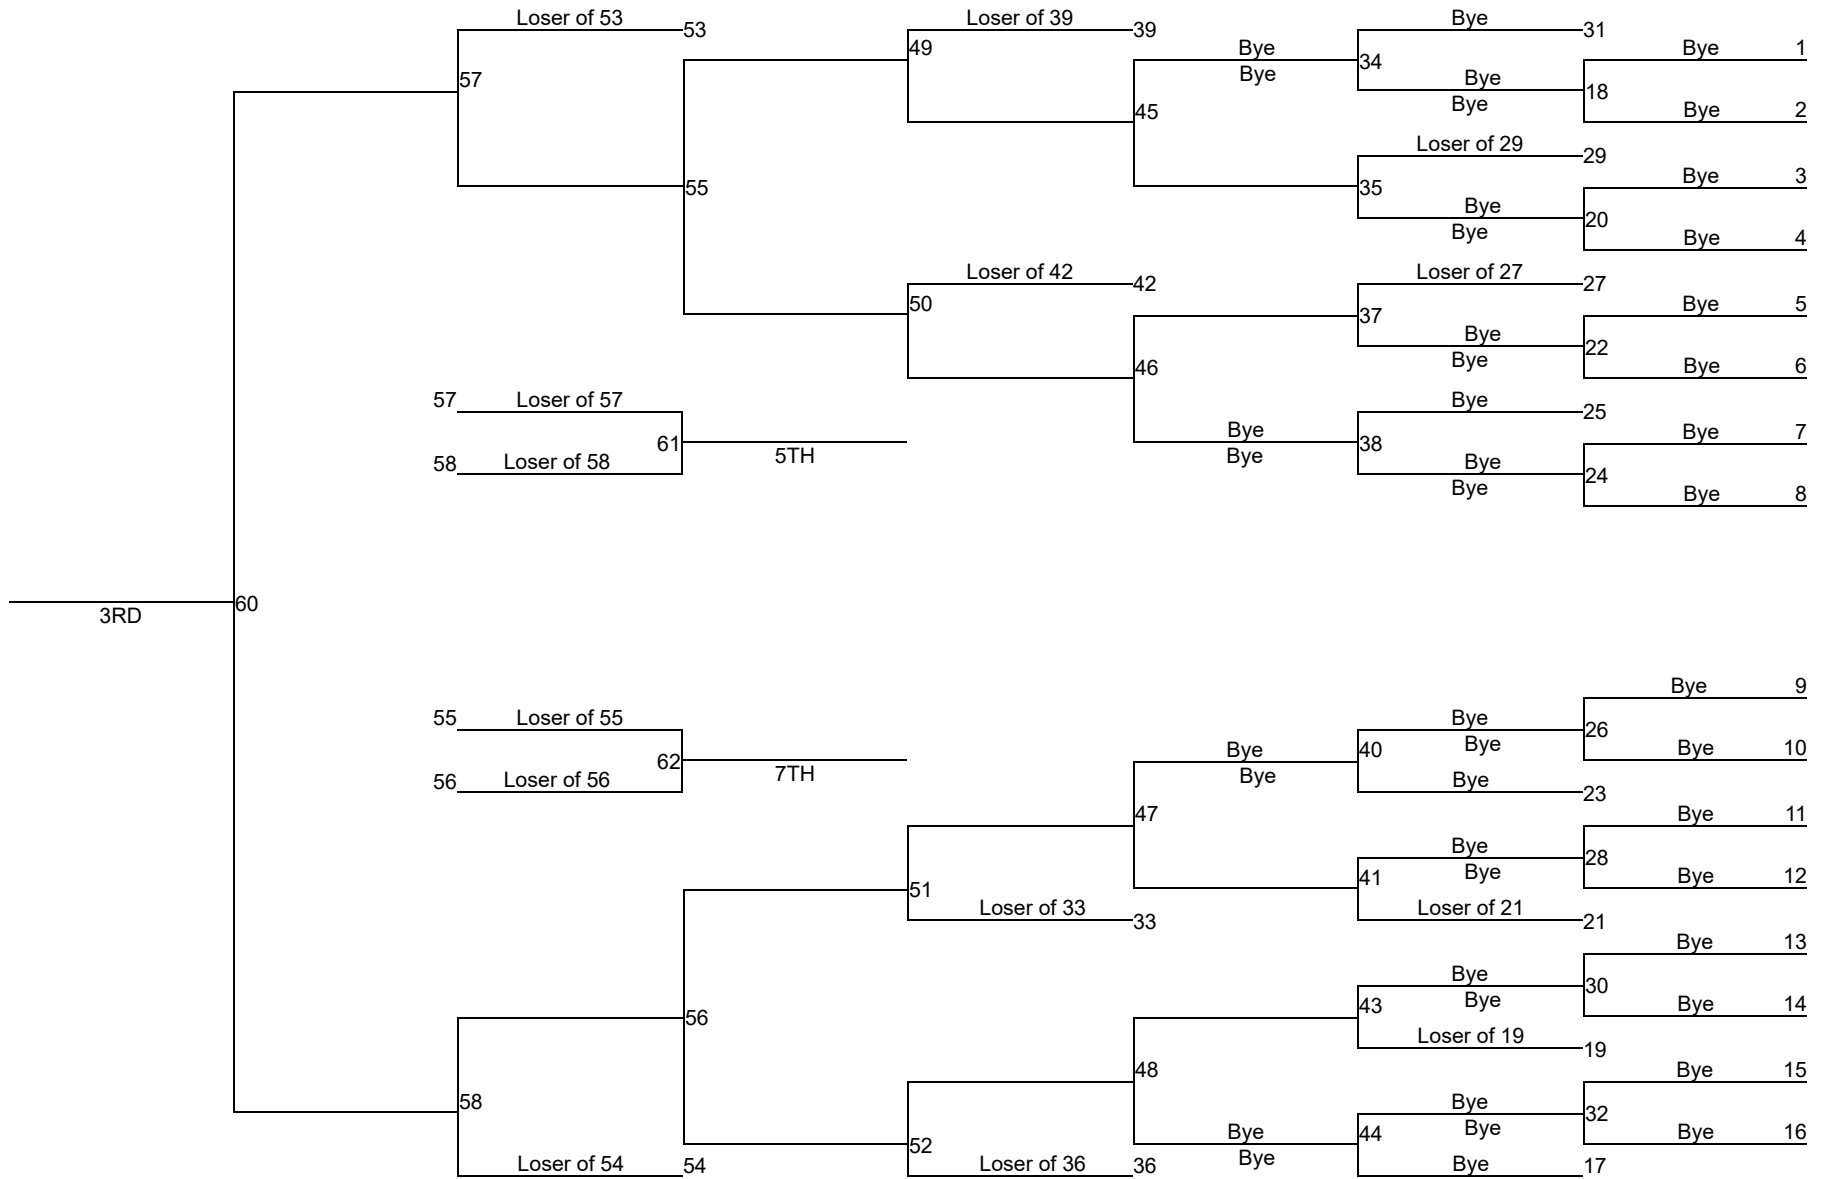 Loser of 53 53 Loser of 39 39 Bye 31
57 49 Bye 34 Bye 1
Bye Bye 18
Bye Bye 2
45
Loser of 29 29
55 35 Bye 3
Bye 20
Bye Bye 4
Loser of 42 42 Loser of 27 27
50 37 Bye 5
Bye 22
46 Bye Bye 6
57 Loser of 57 Bye 25
61 5TH Bye 38 Bye 7
58 Loser of 58 Bye Bye 24
Bye Bye 8
3RD 60
Bye 9
55 Loser of 55 Bye 26
62 7TH Bye 40 Bye Bye 10
56 Loser of 56 Bye Bye 23
47 Bye 11
Bye 28
51 41 Bye Bye 12
Loser of 33 33 Loser of 21 21
Bye 13
Bye 30
56 43 Bye Bye 14
Loser of 19 19
48 Bye 15
58 Bye 32
52 Bye 44 Bye Bye 16
Loser of 54 54 Loser of 36 36 Bye Bye 17